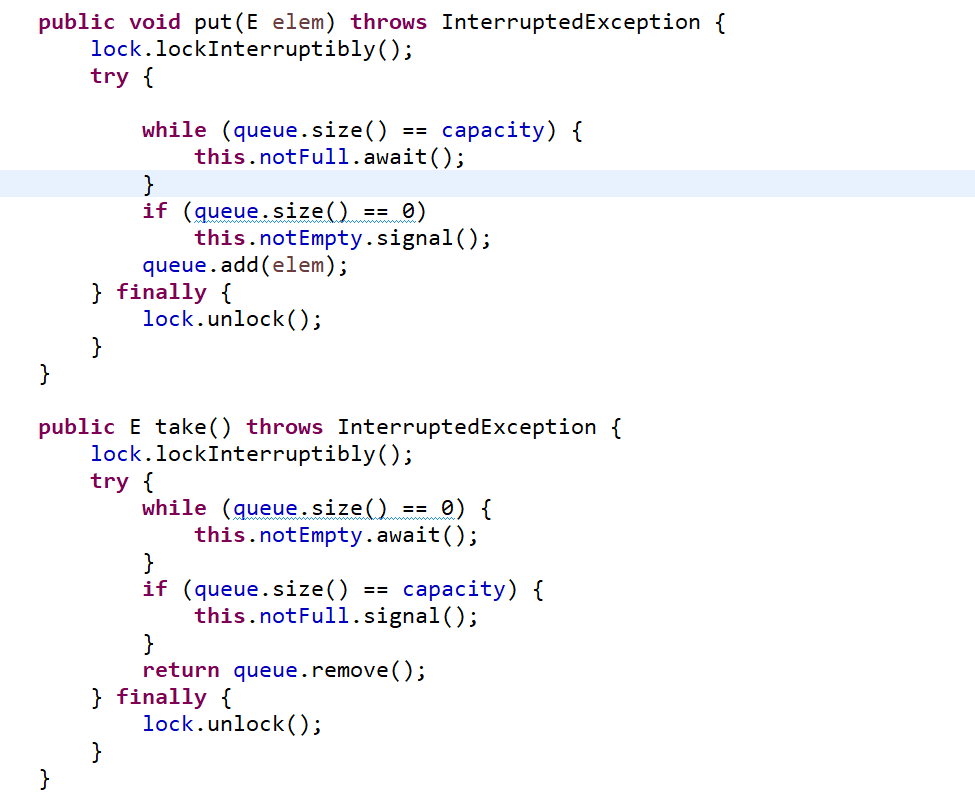 public void put(E elem) throws InterruptedException {
    lock.lockInterruptibly();
    try {

        while (queue.size() == capacity) {
            this.notFull.await();
        }
        if (queue.size() == 0)
            this.notEmpty.signal();
        queue.add(elem);
    } finally {
        lock.unlock();
    }
}

public E take() throws InterruptedException {
    lock.lockInterruptibly();
    try {
        while (queue.size() == 0) {
            this.notEmpty.await();
        }
        if (queue.size() == capacity) {
            this.notFull.signal();
        }
        return queue.remove();
    } finally {
        lock.unlock();
    }
}